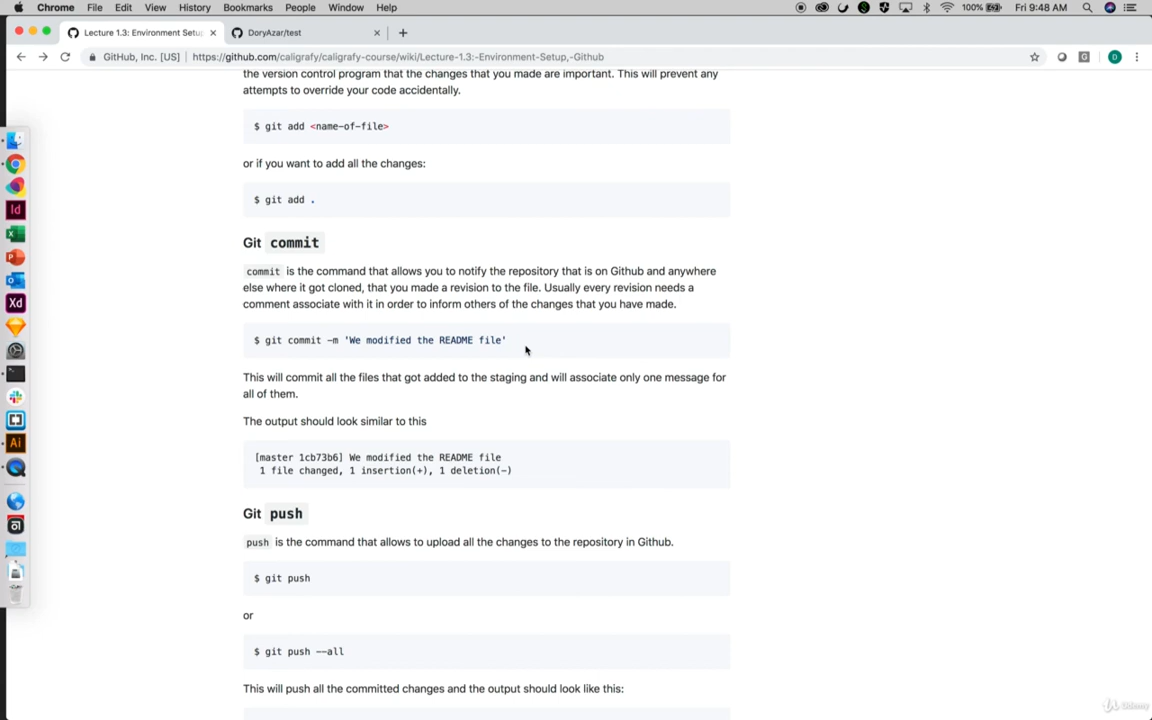 Chrome File Edit View History Bookmarks People Window Help 100% Fri 9:48 AM
Lecture 1.3: Environment Setu × DoryAzar/test × +
GitHub, Inc. [US] | https://github.com/caligrafy/caligrafy-course/wiki/Lecture-1.3:-Environment-Setup,-Github
the version control program that the changes that you made are important. This will prevent any
attempts to override your code accidentally.
$ git add <name-of-file>
or if you want to add all the changes:
$ git add .
Git commit
commit is the command that allows you to notify the repository that is on Github and anywhere
else where it got cloned, that you made a revision to the file. Usually every revision needs a
comment associate with it in order to inform others of the changes that you have made.
$ git commit -m 'We modified the README file'
This will commit all the files that got added to the staging and will associate only one message for
all of them.
The output should look similar to this
[master 1cb73b6] We modified the README file
1 file changed, 1 insertion(+), 1 deletion(-)
Git push
push is the command that allows to upload all the changes to the repository in Github.
$ git push
or
$ git push --all
This will push all the committed changes and the output should look like this:
Id
Xd
Ai
D
Udemy